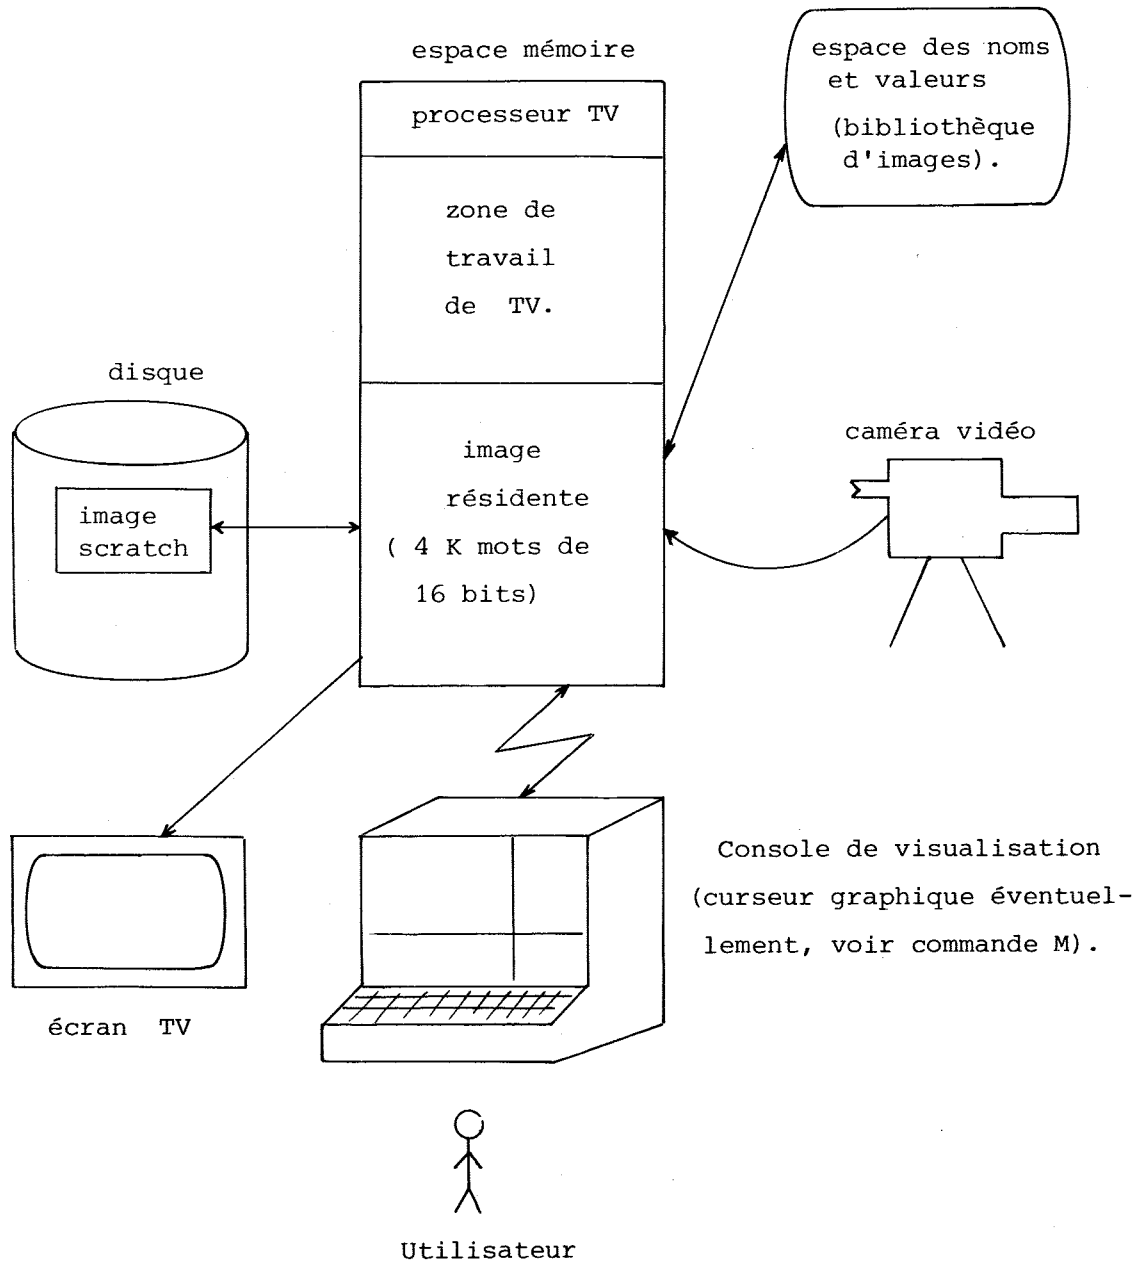 espace mémoire
processeur TV
zone de
travail
de TV.
image
résidente
( 4 K mots de
16 bits)
espace des noms
et valeurs
(bibliothèque
d'images).
disque
image
scratch
caméra vidéo
écran TV
Console de visualisation
(curseur graphique éventuel-
lement, voir commande M).
Utilisateur